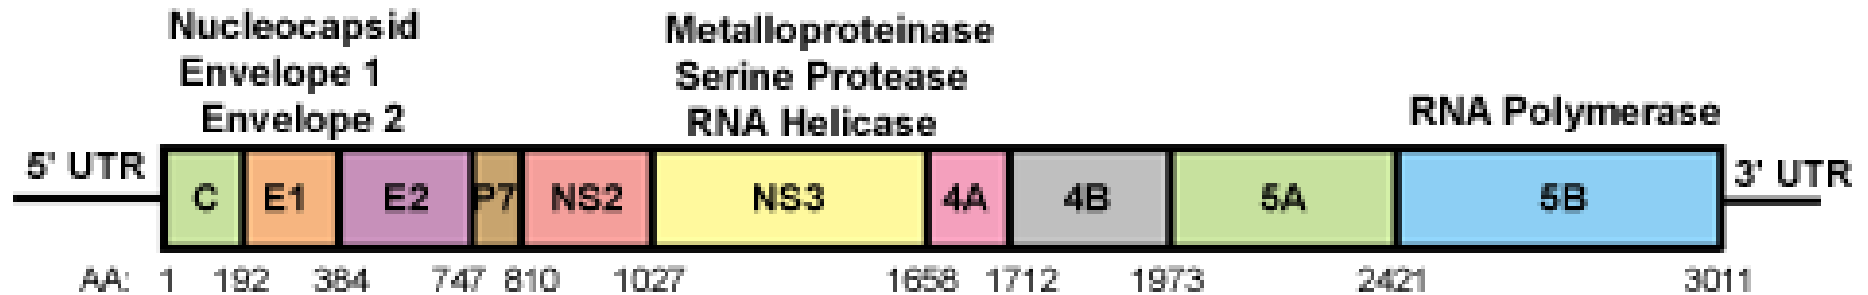 Nucleocapsid
Envelope 1
Envelope 2
Metalloproteinase
Serine Protease
RNA Helicase
RNA Polymerase
5' UTR
C E1 E2 P7 NS2 NS3 4A 4B 5A 5B
3' UTR
AA: 1 192 384 747 810 1027 1658 1712 1973 2421 3011